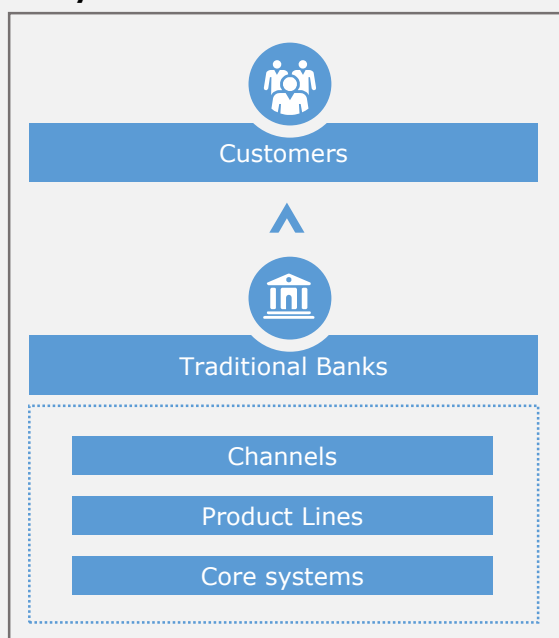 Customers
Traditional Banks
Channels
Product Lines
Core systems